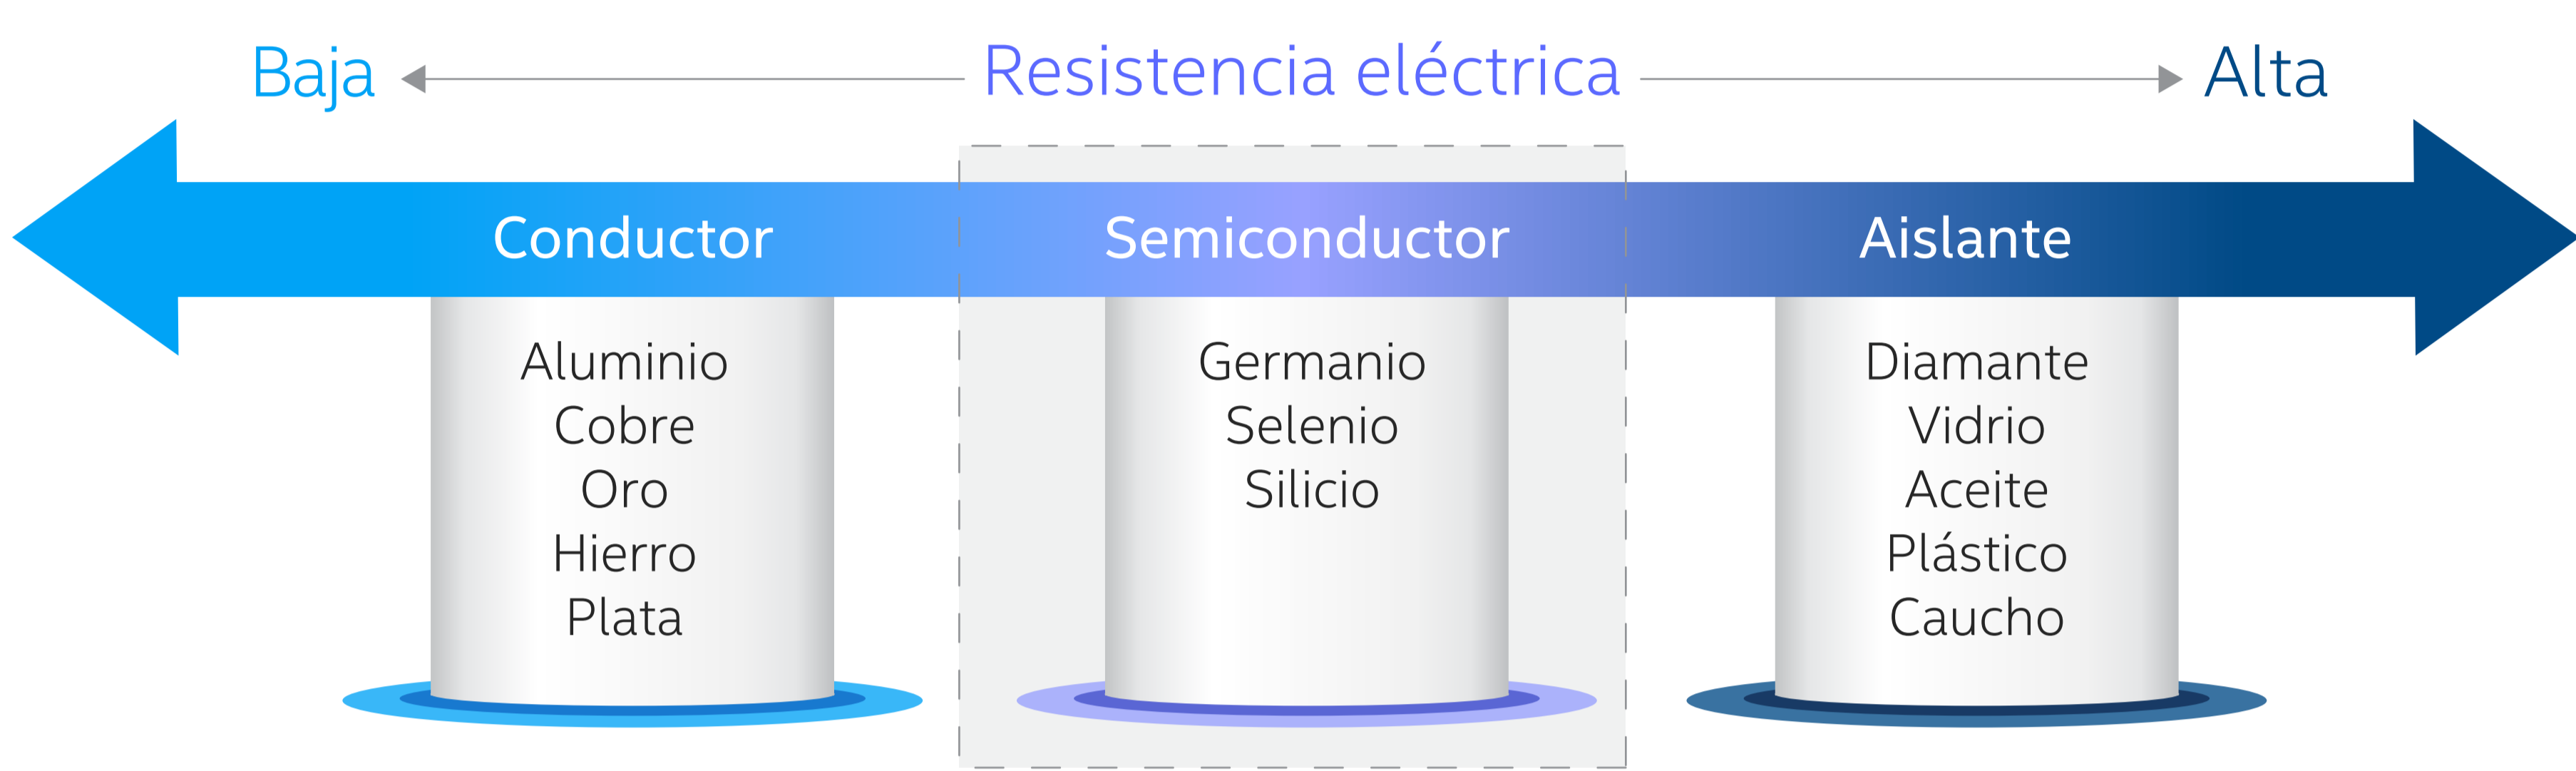 Baja Resistencia eléctrica Alta
Conductor
Semiconductor
Aislante
Aluminio
Cobre
Oro
Hierro
Plata
Germanio
Selenio
Silicio
Diamante
Vidrio
Aceite
Plástico
Caucho